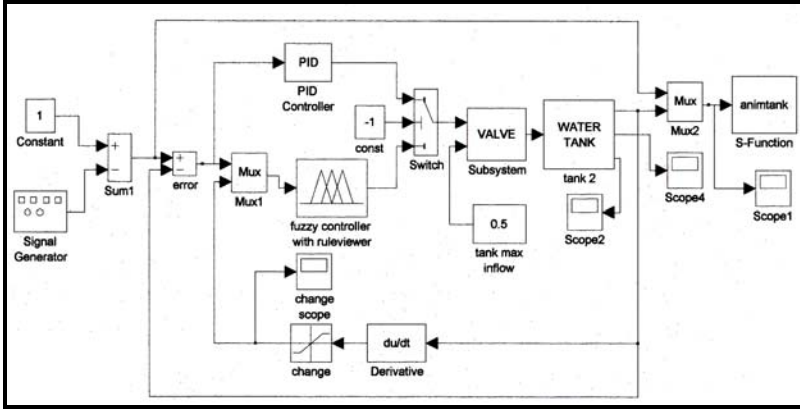 PID
PID
Controller
1
Constant
+
−
Sum1
Signal
Generator
+
−
error
Mux
Mux1
-1
const
fuzzy controller
with ruleviewer
Switch
VALVE
Subsystem
WATER
TANK
tank 2
0.5
tank max
inflow
Scope2
Mux
Mux2
animtank
S-Function
Scope4
Scope1
change
scope
change
du/dt
Derivative